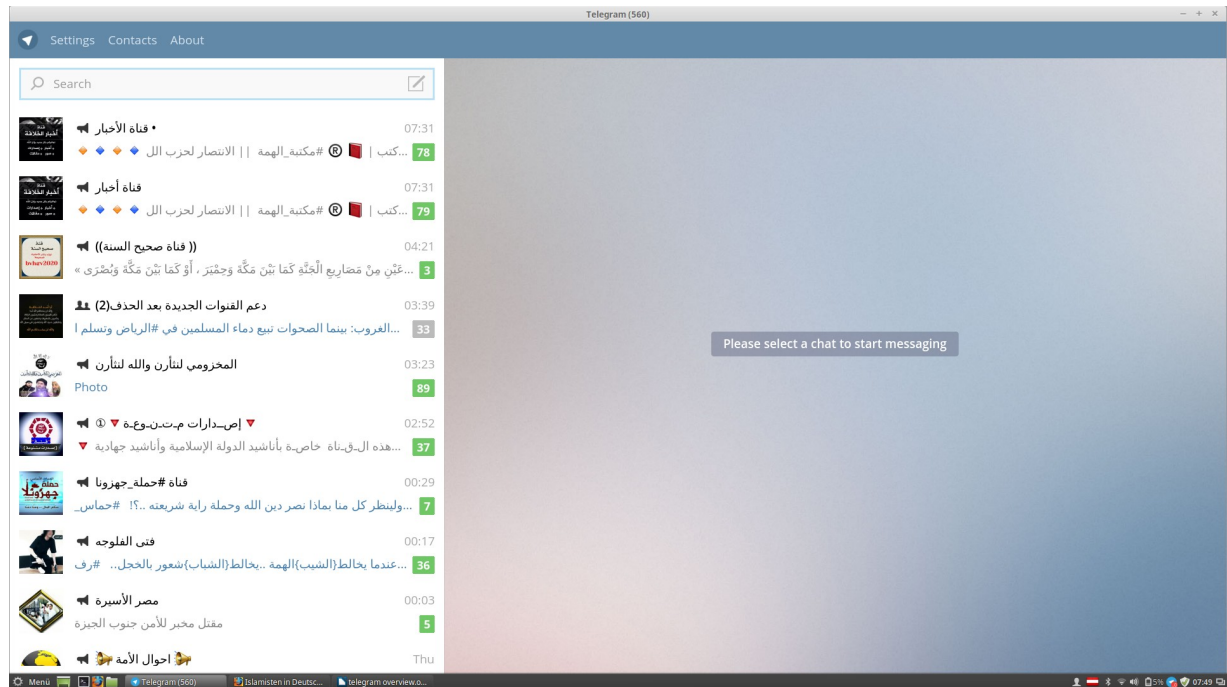 Telegram (560)
Settings Contacts About
Search
قناة الأخبار •
07:31
كتب | ® #مكتبة_الهمة || الانتصار لحزب الل...
78
قناة أخبار
07:31
كتب | ® #مكتبة_الهمة || الانتصار لحزب الل...
79
(( قناة صحيح السنة))
04:21
...عَيْنِ مِنْ مَصَارِيعِ الْجَنَّةِ كَمَا بَيْنَ مَكَّةَ وَحِمْيَرَ ، أَوْ كَمَا بَيْنَ مَكَّةَ وَبُصْرَى »
3
دعم القنوات الجديدة بعد الحذف(2)
03:39
...الغروب: بينما الصحوات تبيع دماء المسلمين في #الرياض وتسلم ا
33
المخزومي لنثأرن والله لنثأرن
03:23
Photo
89
🔻 إصــدارات مـتـنـوعـة 🔻 ①
02:52
...هذه الـقـناة خاصـة بأناشيد الدولة الإسلامية وأناشيد جهادية 🔻
37
قناة #حملة_جهزونا
00:29
...ولينظر كل منا بماذا نصر دين الله وحملة راية شريعته ..؟! #حماس_
7
فتى الفلوجه
00:17
...عندما يخالط{الشيب}الهمة ..يخالط{الشباب}شعور بالخجل.. #رف
36
مصر الأسيرة
00:03
مقتل مخبر للأمن جنوب الجيزة
5
احوال الأمة
Thu
Please select a chat to start messaging
Menü Telegram (560) Islamisten in Deutsc... telegram overview.o... 5% 07:49